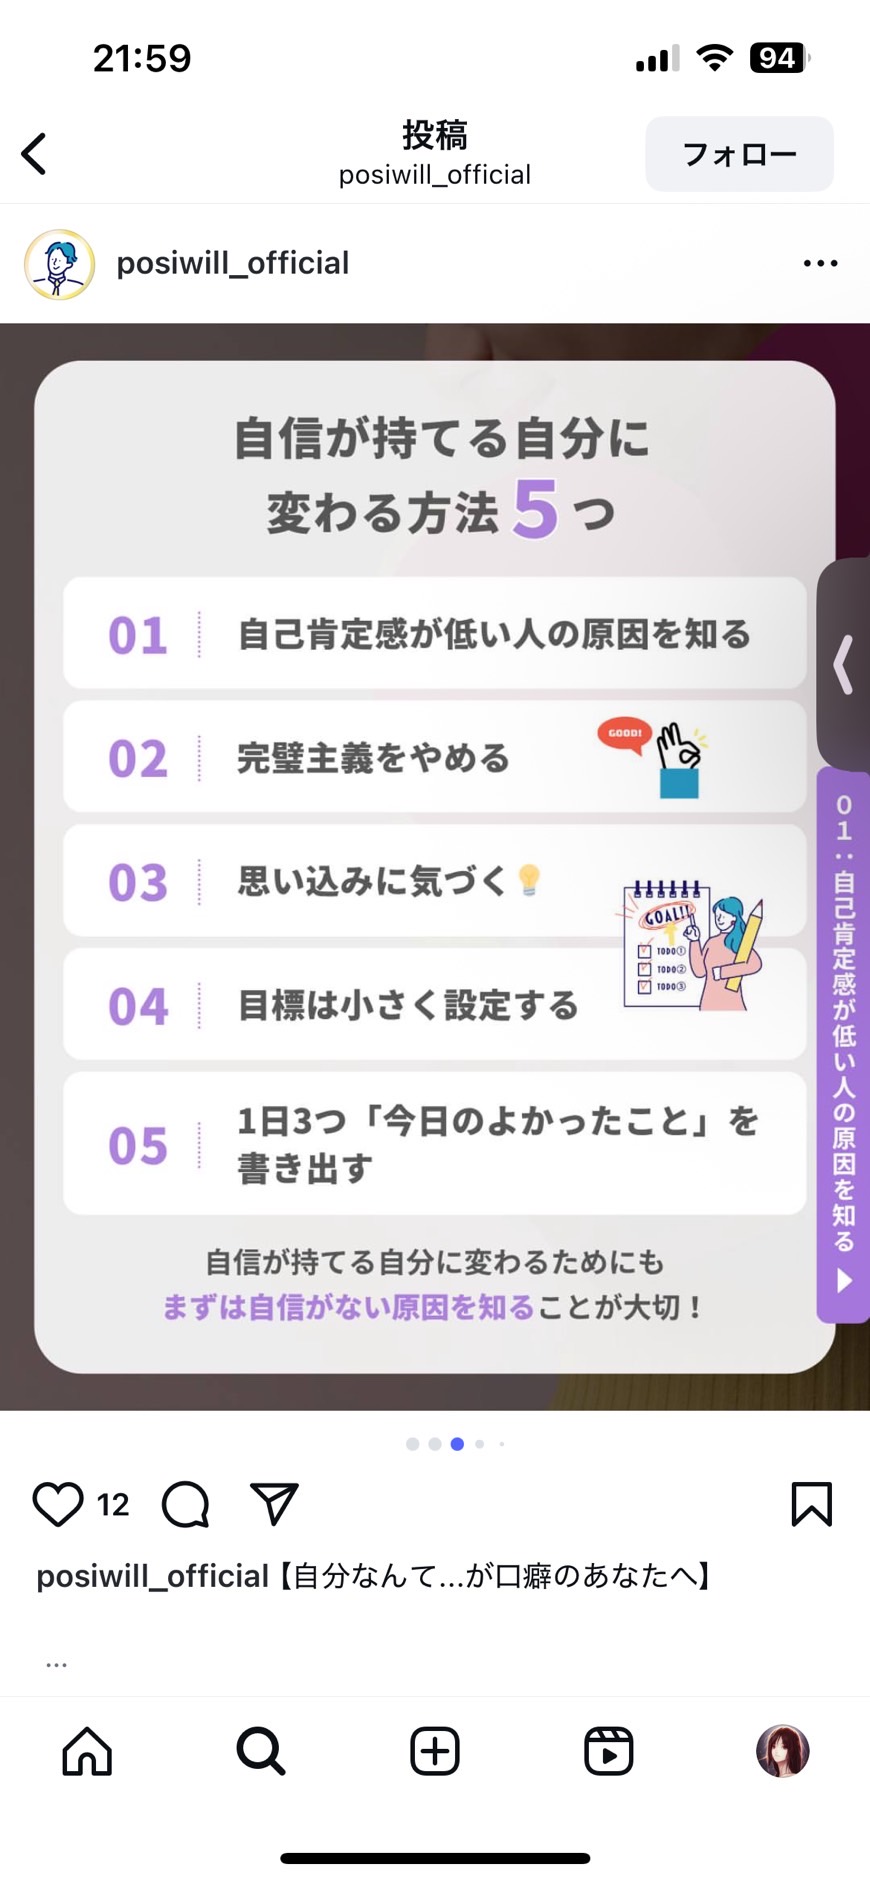 21:59
94
投稿
posiwill_official
フォロー
posiwill_official
自信が持てる自分に
変わる方法5つ
01 自己肯定感が低い人の原因を知る
02 完璧主義をやめる
GOOD!
03 思い込みに気づく💡
GOAL!!
TODO①
TODO②
TODO③
04 目標は小さく設定する
05 1日3つ「今日のよかったこと」を
書き出す
自信が持てる自分に変わるためにも
まずは自信がない原因を知ることが大切！
01：自己肯定感が低い人の原因を知る
12
posiwill_official【自分なんて...が口癖のあなたへ】
...